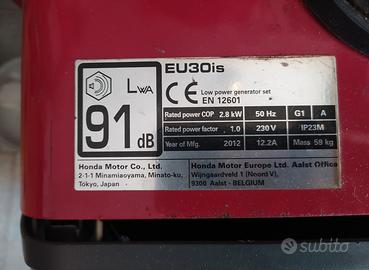 EU30is
LWA
CE
Low power generator set
EN 12601
91 dB
Rated power COP 2.8 kW 50 Hz G1 A
Rated power factor 1.0 230 V IP23M
Year of Mfg. 2012 12.2A Mass 59 kg
Honda Motor Co., Ltd.
2-1-1 Minamiaoyama, Minato-ku,
Tokyo, Japan
Honda Motor Europe Ltd. Aalst Office
Wijngaardveld 1 (Noord V),
9300 Aalst - BELGIUM
subito